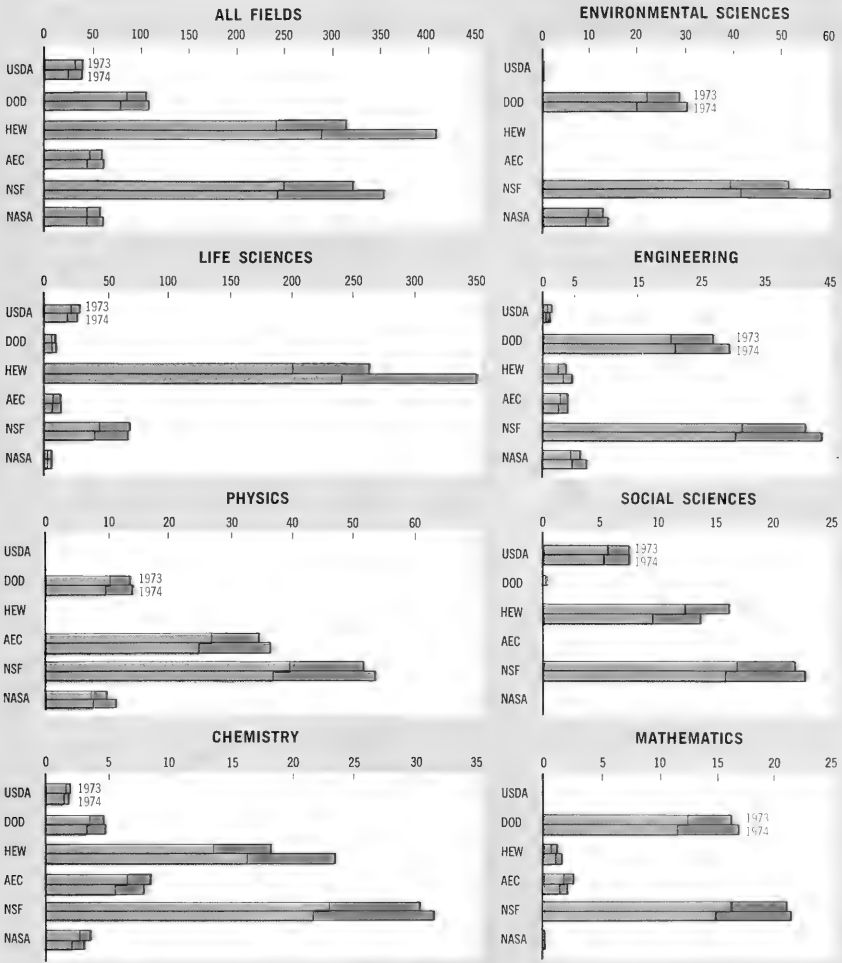 ALL FIELDS
0 50 100 150 200 250 300 350 400 450
USDA 1973
1974
DOD
HEW
AEC
NSF
NASA
ENVIRONMENTAL SCIENCES
0 10 20 30 40 50 60
USDA
DOD 1973
1974
HEW
AEC
NSF
NASA
LIFE SCIENCES
0 50 100 150 200 250 300 350
USDA 1973
1974
DOD
HEW
AEC
NSF
NASA
ENGINEERING
0 5 15 25 35 45
USDA
DOD 1973
1974
HEW
AEC
NSF
NASA
PHYSICS
0 10 20 30 40 50 60
USDA
DOD 1973
1974
HEW
AEC
NSF
NASA
SOCIAL SCIENCES
0 5 10 15 20 25
USDA 1973
1974
DOD
HEW
AEC
NSF
NASA
CHEMISTRY
0 5 10 15 20 25 30 35
USDA 1973
1974
DOD
HEW
AEC
NSF
NASA
MATHEMATICS
0 5 10 15 20 25
USDA
DOD 1973
1974
HEW
AEC
NSF
NASA